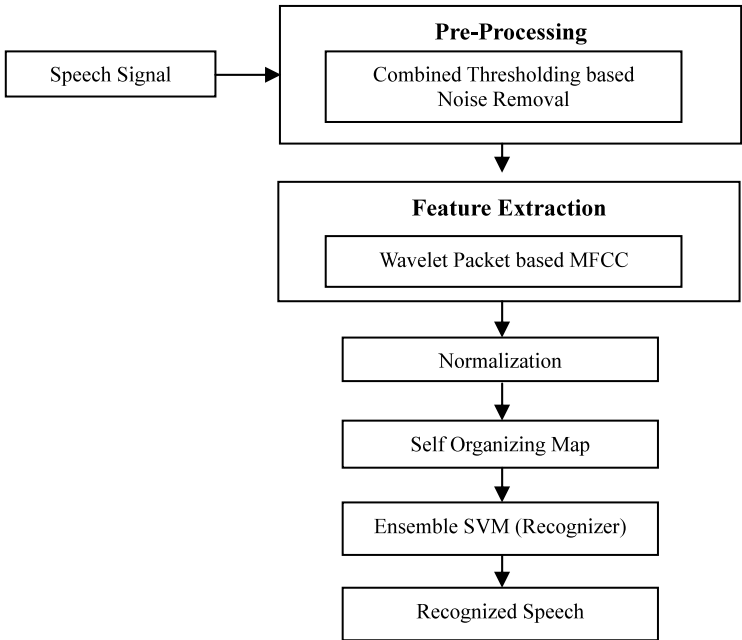 Pre-Processing
Speech Signal
Combined Thresholding based
Noise Removal
Feature Extraction
Wavelet Packet based MFCC
Normalization
Self Organizing Map
Ensemble SVM (Recognizer)
Recognized Speech